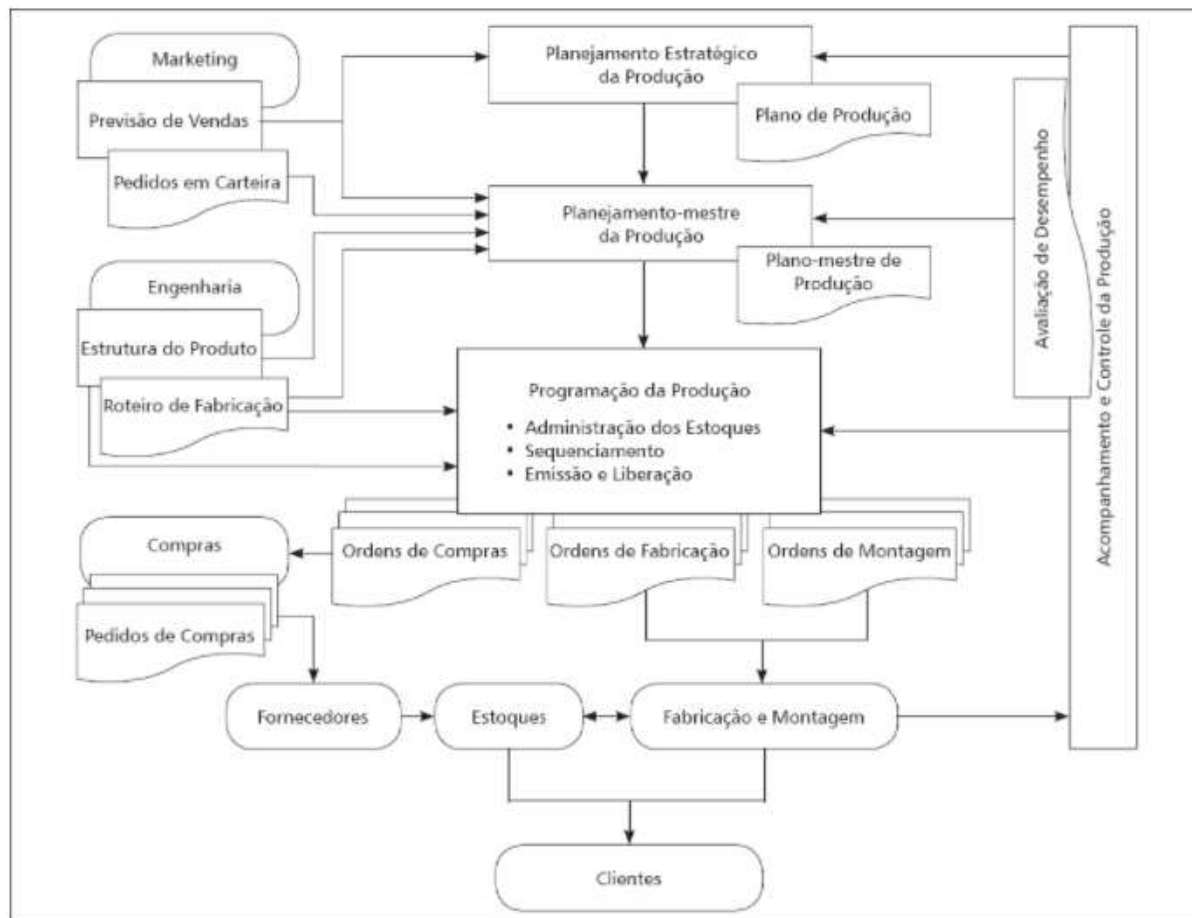 Marketing
Previsão de Vendas
Pedidos em Carteira
Planejamento Estratégico
da Produção
Plano de Produção
Planejamento-mestre
da Produção
Plano-mestre de
Produção
Avaliação de Desempenho
Acompanhamento e Controle da Produção
Engenharia
Estrutura do Produto
Roteiro de Fabricação
Programação da Produção
• Administração dos Estoques
• Sequenciamento
• Emissão e Liberação
Compras
Pedidos de Compras
Ordens de Compras
Ordens de Fabricação
Ordens de Montagem
Fornecedores
Estoques
Fabricação e Montagem
Clientes